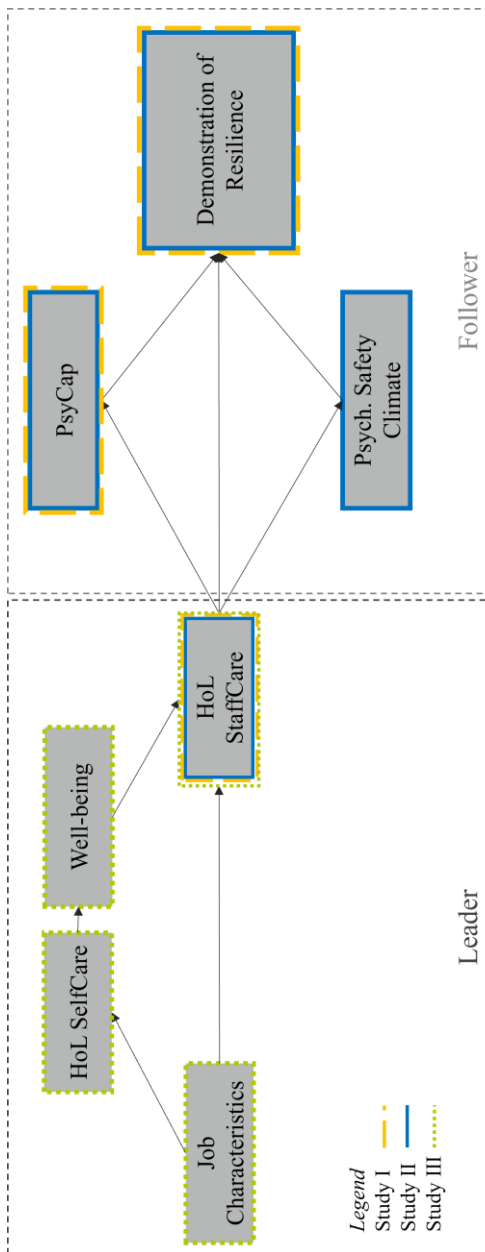 Job
Characteristics
HoL SelfCare
Well-being
HoL
StaffCare
PsyCap
Psych. Safety
Climate
Demonstration of
Resilience
Leader
Follower
Legend
Study I
Study II
Study III